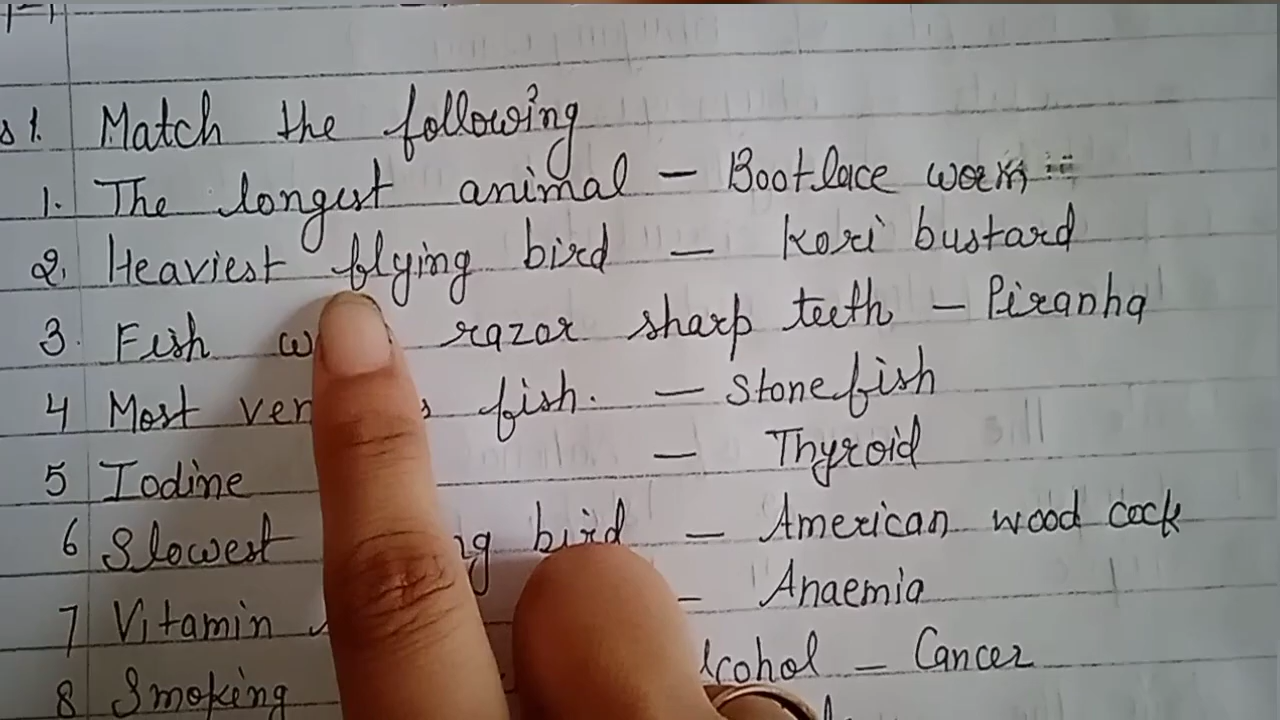 s 1. Match the following
1. The longest animal - Bootlace worm
2. Heaviest flying bird - Kori bustard
3. Fish razor sharp teeth - Piranha
4 Most fish. - Stonefish
5 Iodine - Thyroid
6 Slowest bird - American wood cock
7 Vitamin - Anaemia
8 Smoking - Cancer